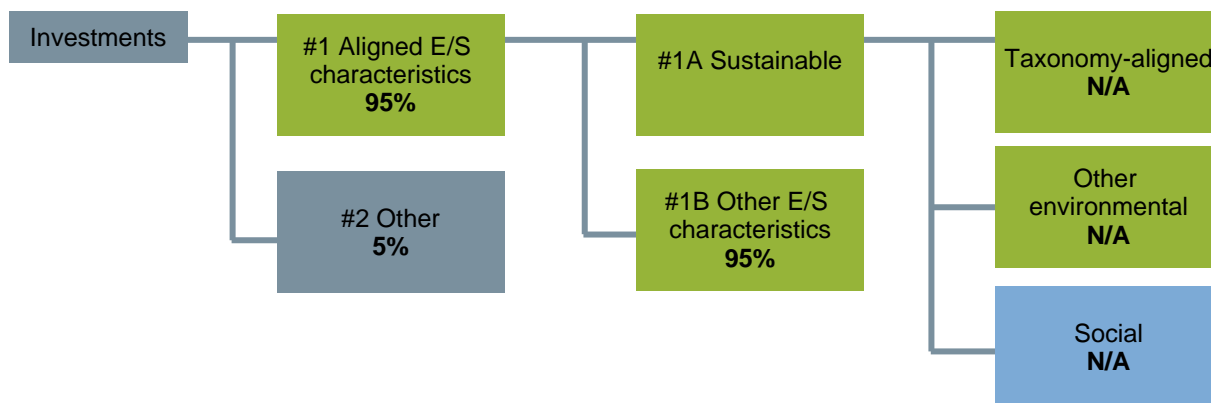 Investments
#1 Aligned E/S
characteristics
95%
#2 Other
5%
#1A Sustainable
#1B Other E/S
characteristics
95%
Taxonomy-aligned
N/A
Other
environmental
N/A
Social
N/A